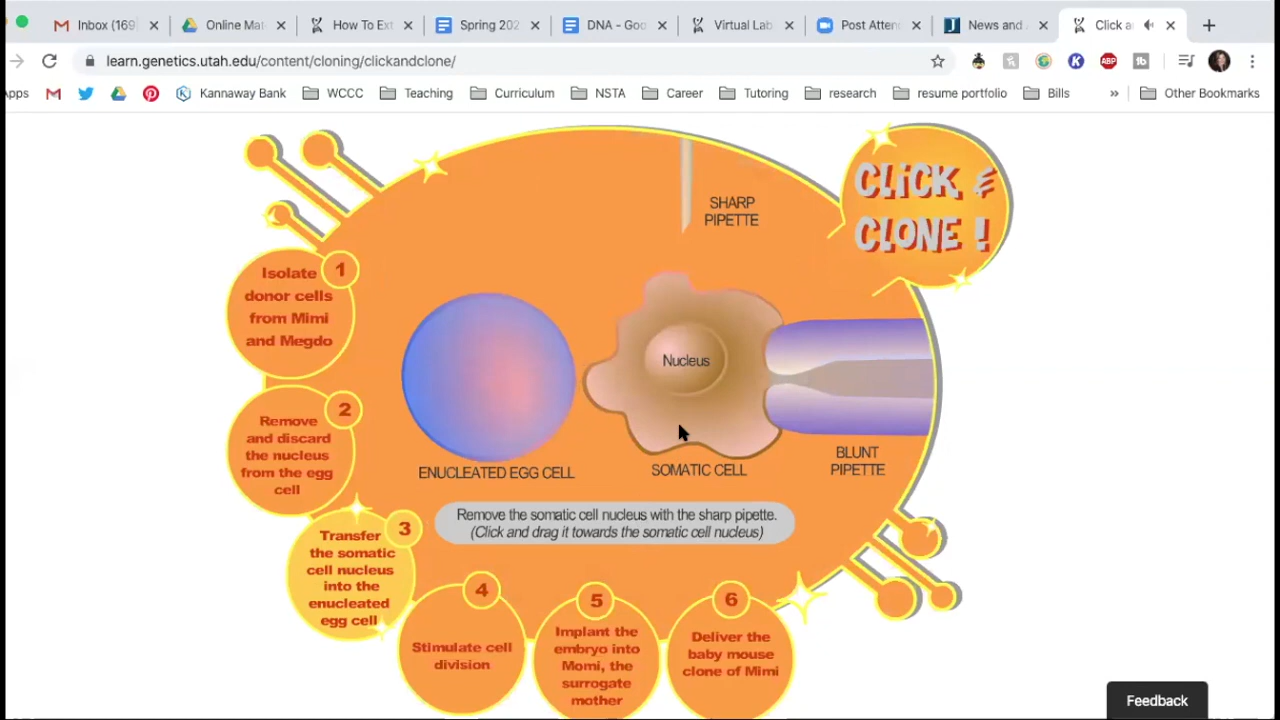 Inbox (169
Online Mat
How To Ext
Spring 202
DNA - Goo
Virtual Lab
Post Atten
News and
Click a
learn.genetics.utah.edu/content/cloning/clickandclone/
ABP
Apps
Kannaway Bank
WCCC
Teaching
Curriculum
NSTA
Career
Tutoring
research
resume portfolio
Bills
»
Other Bookmarks
CLiCK &
CLONE !
SHARP
PIPETTE
1
Isolate
donor cells
from Mimi
and Megdo
Nucleus
2
Remove
and discard
the nucleus
from the egg
cell
ENUCLEATED EGG CELL
SOMATIC CELL
BLUNT
PIPETTE
Remove the somatic cell nucleus with the sharp pipette.
(Click and drag it towards the somatic cell nucleus)
3
Transfer
the somatic
cell nucleus
into the
enucleated
egg cell
4
Stimulate cell
division
5
Implant the
embryo into
Momi, the
surrogate
mother
6
Deliver the
baby mouse
clone of Mimi
Feedback